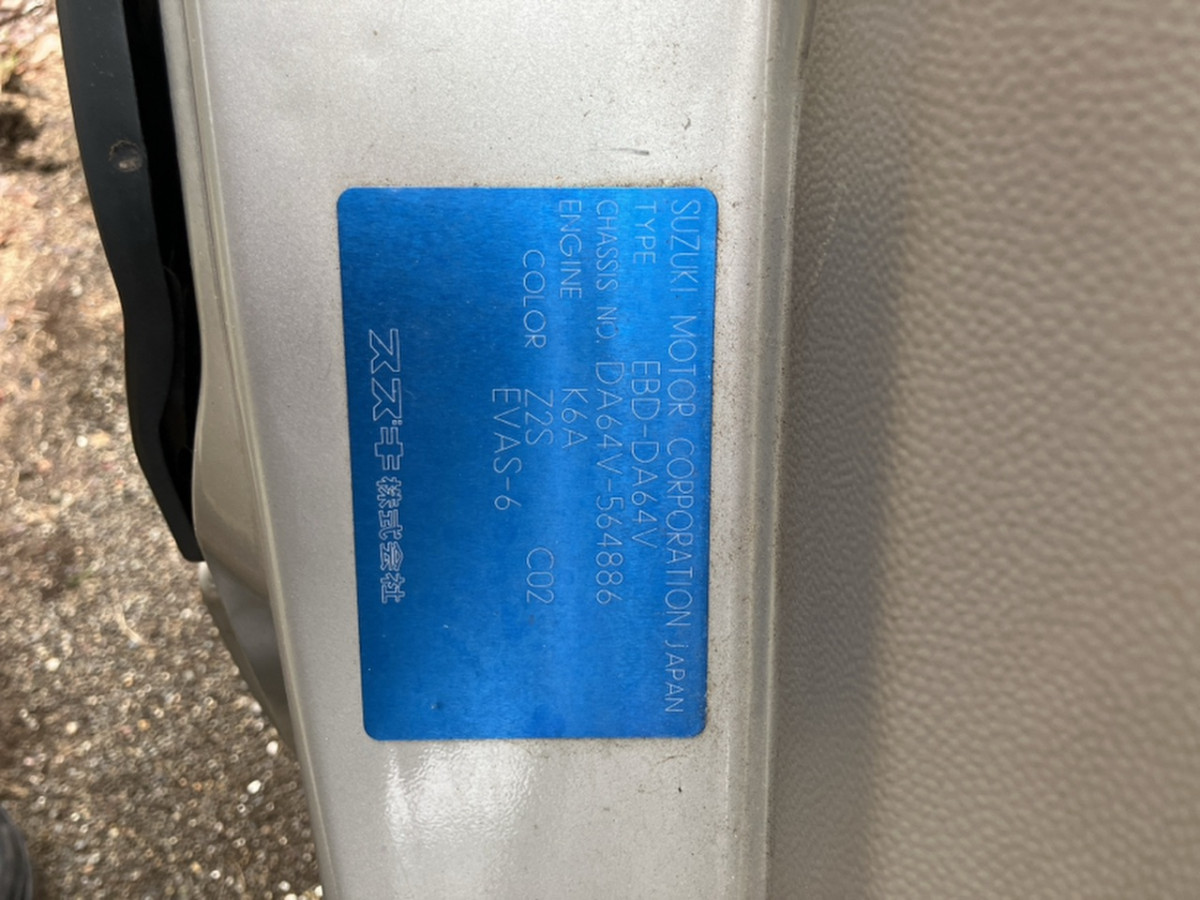 SUZUKI MOTOR CORPORATION JAPAN
TYPE EBD-DA64V
CHASSIS NO. DA64V-564886
ENGINE K6A
COLOR Z2S C02
EVAS-6
スズキ株式会社